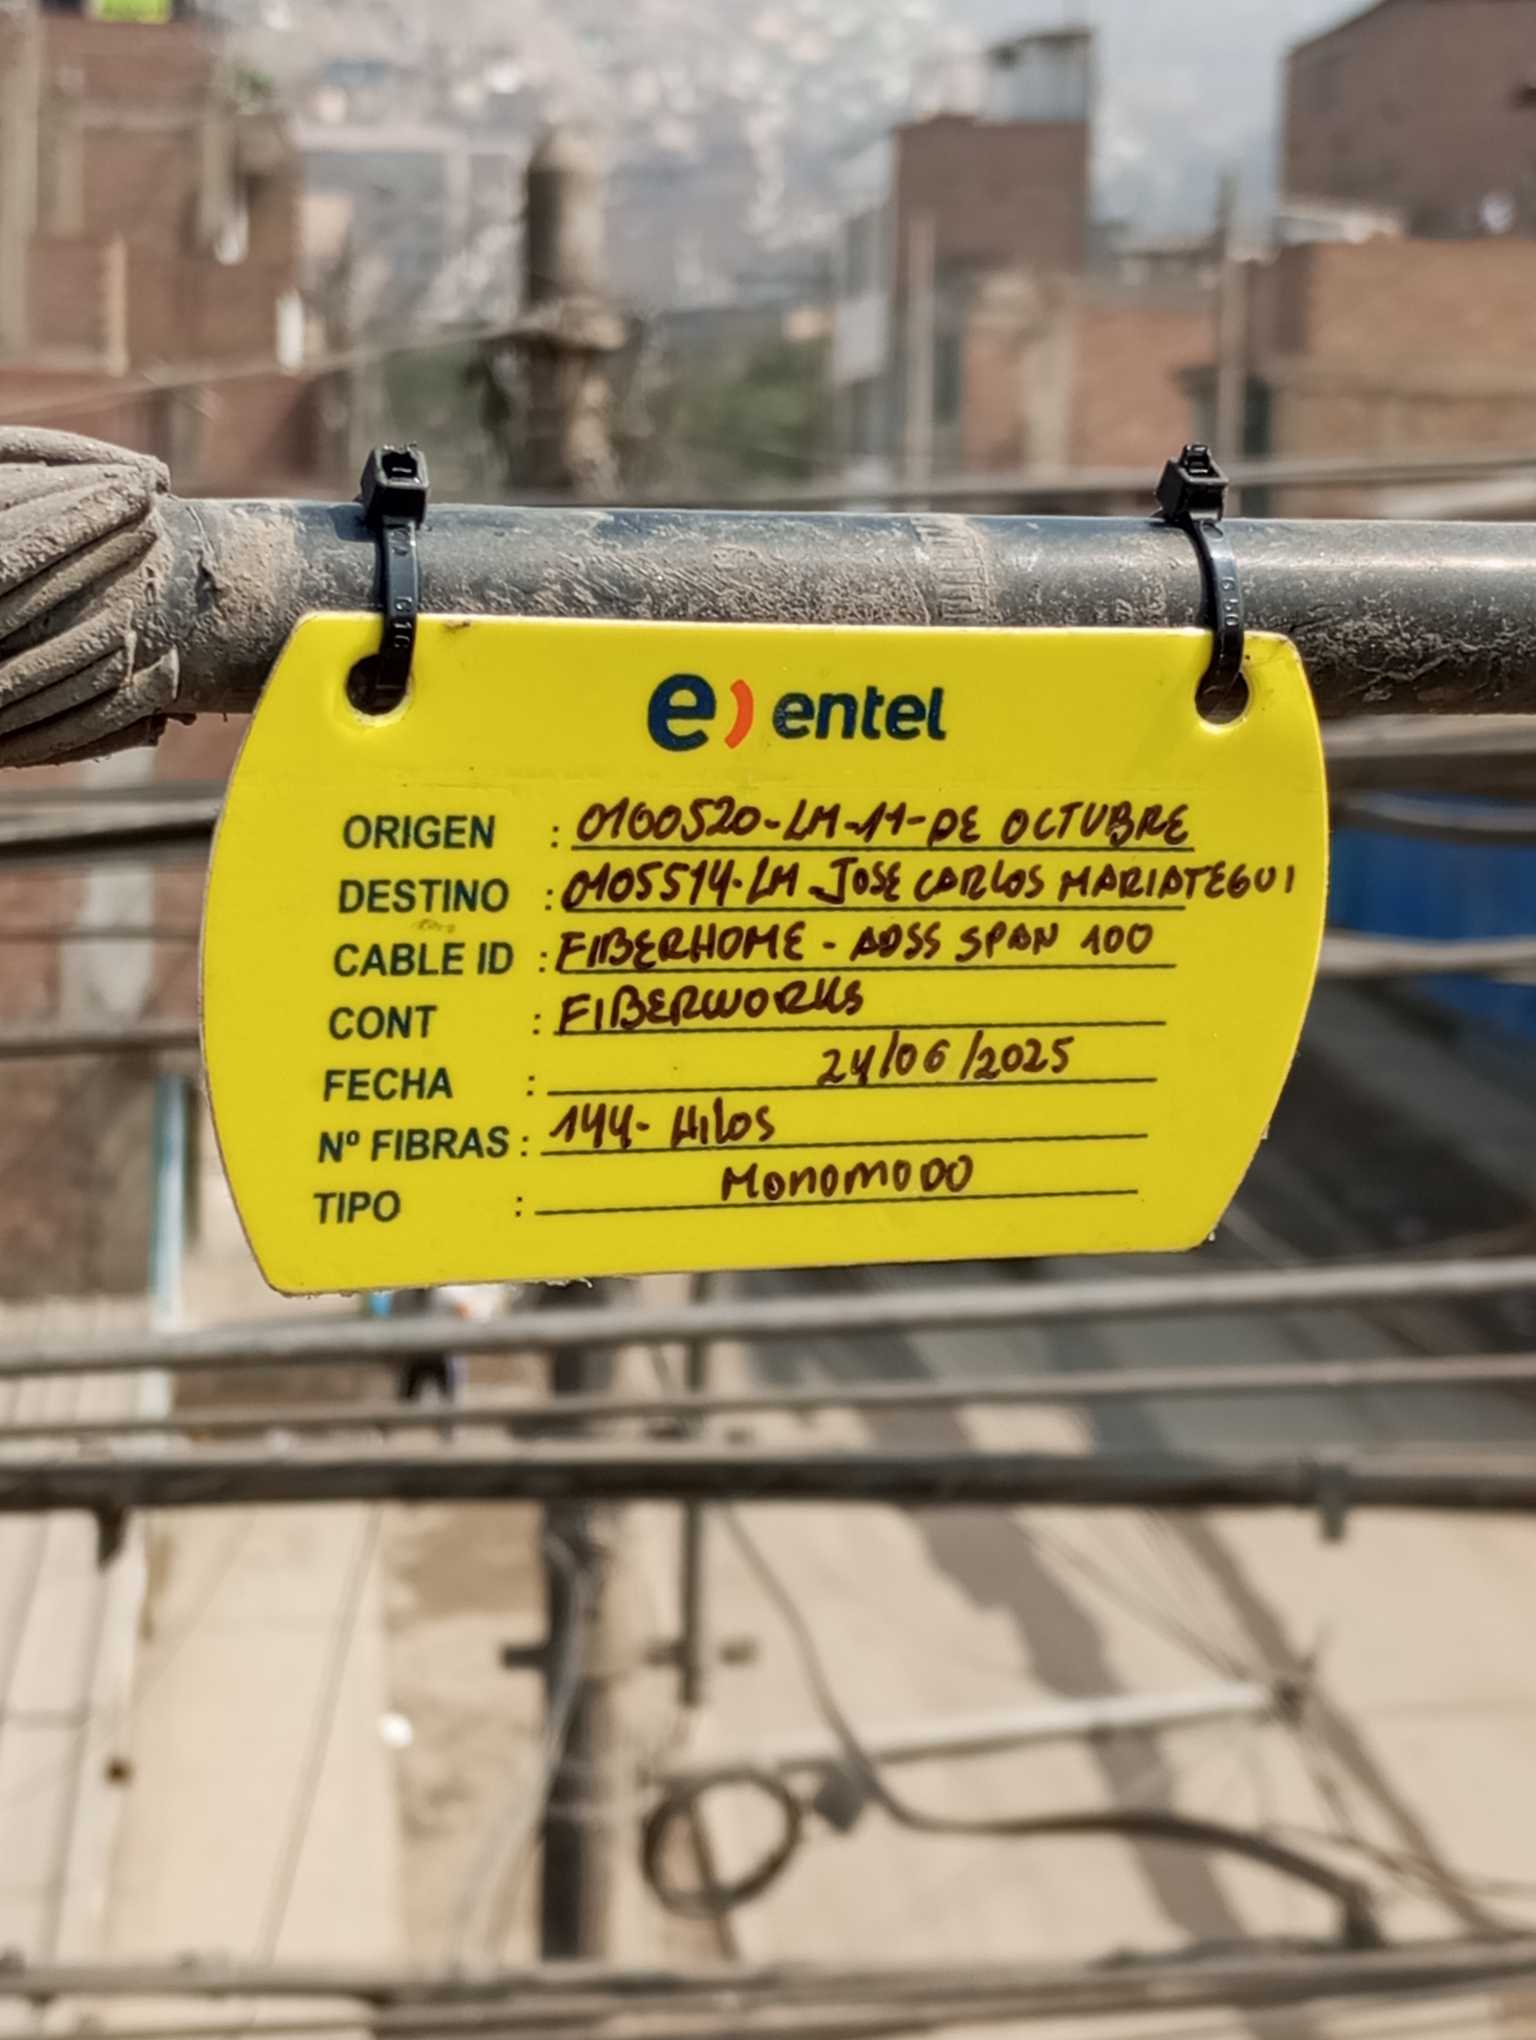 e) entel
ORIGEN : 0100520-LM-11-DE OCTUBRE
DESTINO : 0105514-LM JOSE CARLOS MARIATEGUI
CABLE ID : FIBERHOME - ADSS SPAN 100
CONT : FIBERWORKS
FECHA : 24/06/2025
Nº FIBRAS : 144- Hilos
TIPO : MONOMODO